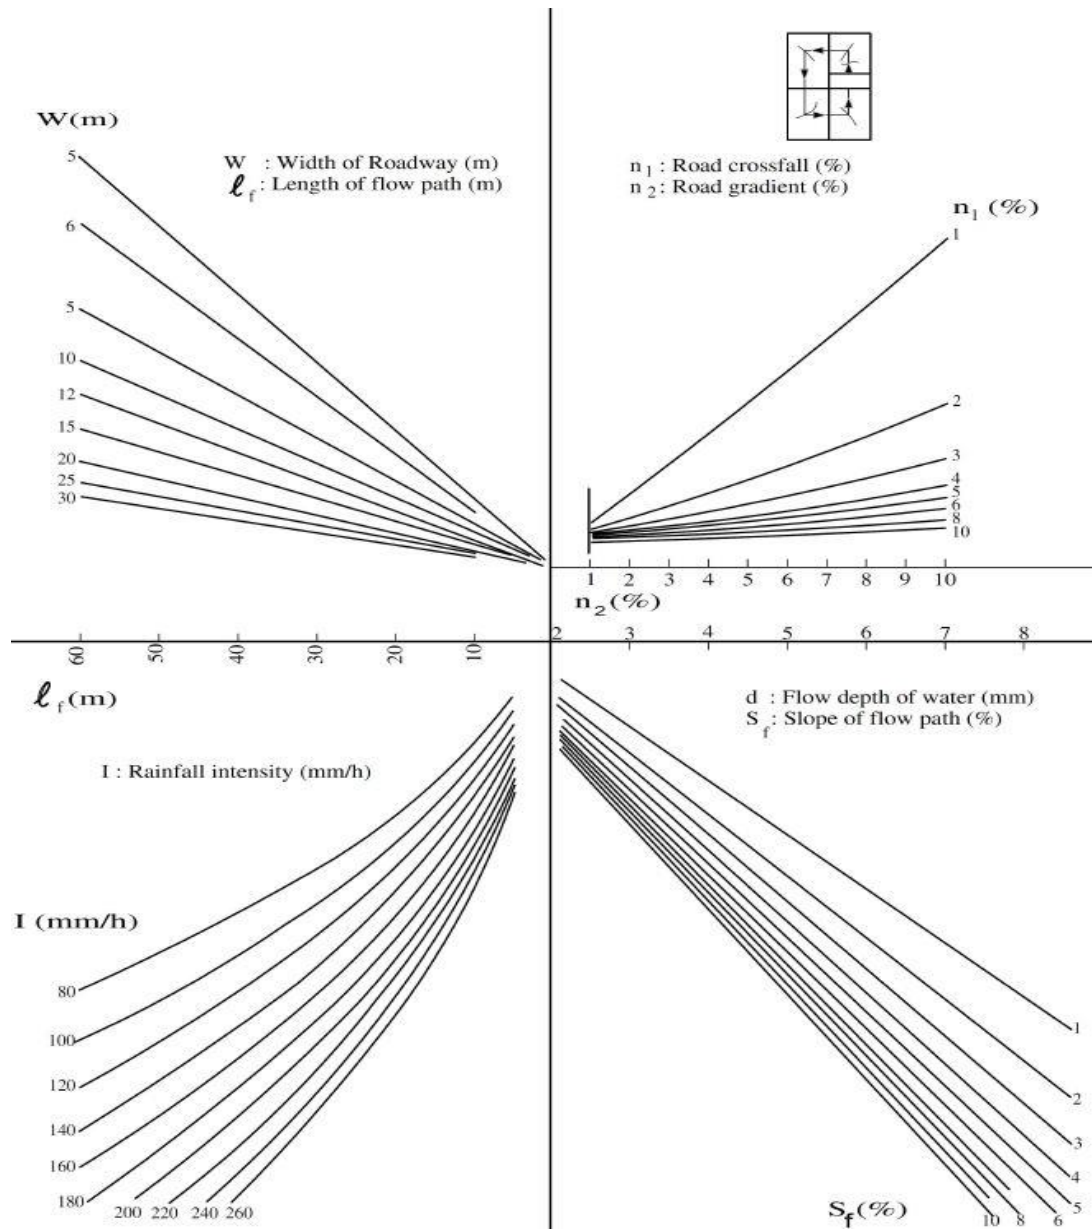 W(m)
5
6
5
10
12
15
20
25
30
W : Width of Roadway (m)
ℓf : Length of flow path (m)
n1 : Road crossfall (%)
n2 : Road gradient (%)
n1 (%)
1
2
3
4
5
6
8
10
1 2 3 4 5 6 7 8 9 10
n2 (%)
60 50 40 30 20 10
ℓf (m)
2 3 4 5 6 7 8
d : Flow depth of water (mm)
Sf : Slope of flow path (%)
I : Rainfall intensity (mm/h)
I (mm/h)
80
100
120
140
160
180 200 220 240 260
1
2
3
4
5
10 8 6
Sf (%)